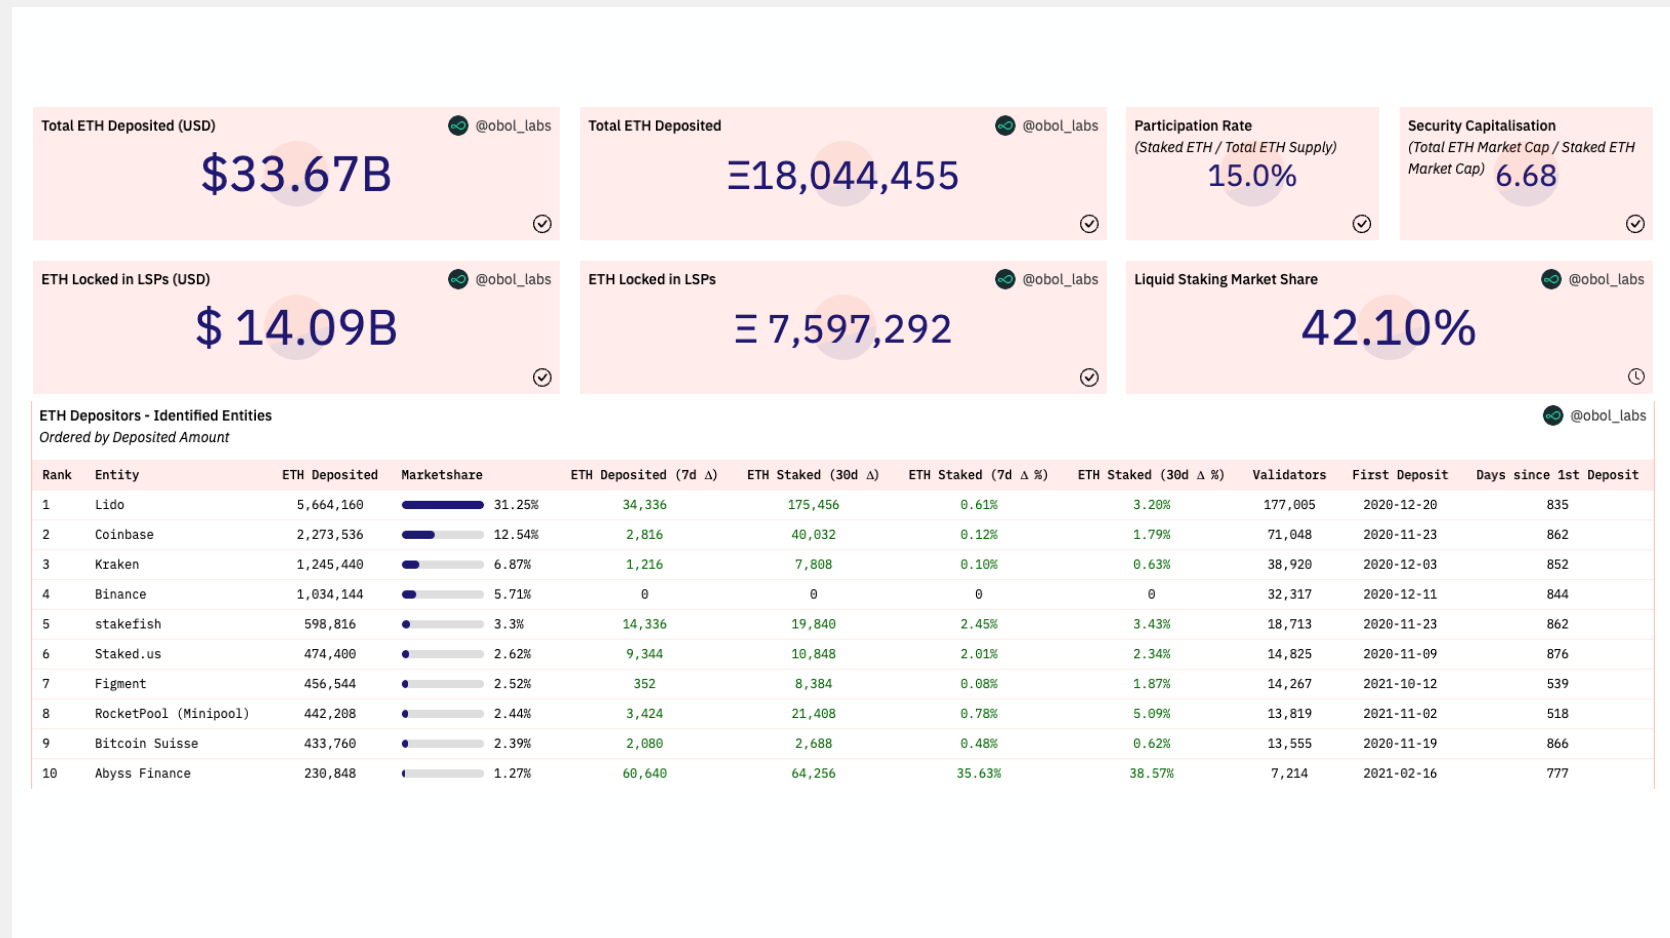 Total ETH Deposited (USD) @obol_labs
$33.67B
Total ETH Deposited @obol_labs
Ξ18,044,455
Participation Rate
(Staked ETH / Total ETH Supply)
15.0%
Security Capitalisation
(Total ETH Market Cap / Staked ETH
Market Cap)
6.68
ETH Locked in LSPs (USD) @obol_labs
$ 14.09B
ETH Locked in LSPs @obol_labs
Ξ 7,597,292
Liquid Staking Market Share @obol_labs
42.10%
ETH Depositors - Identified Entities @obol_labs
Ordered by Deposited Amount
Rank Entity ETH Deposited Marketshare ETH Deposited (7d Δ) ETH Staked (30d Δ) ETH Staked (7d Δ %) ETH Staked (30d Δ %) Validators First Deposit Days since 1st Deposit
1 Lido 5,664,160 31.25% 34,336 175,456 0.61% 3.20% 177,005 2020-12-20 835
2 Coinbase 2,273,536 12.54% 2,816 40,032 0.12% 1.79% 71,048 2020-11-23 862
3 Kraken 1,245,440 6.87% 1,216 7,808 0.10% 0.63% 38,920 2020-12-03 852
4 Binance 1,034,144 5.71% 0 0 0 0 32,317 2020-12-11 844
5 stakefish 598,816 3.3% 14,336 19,840 2.45% 3.43% 18,713 2020-11-23 862
6 Staked.us 474,400 2.62% 9,344 10,848 2.01% 2.34% 14,825 2020-11-09 876
7 Figment 456,544 2.52% 352 8,384 0.08% 1.87% 14,267 2021-10-12 539
8 RocketPool (Minipool) 442,208 2.44% 3,424 21,408 0.78% 5.09% 13,819 2021-11-02 518
9 Bitcoin Suisse 433,760 2.39% 2,080 2,688 0.48% 0.62% 13,555 2020-11-19 866
10 Abyss Finance 230,848 1.27% 60,640 64,256 35.63% 38.57% 7,214 2021-02-16 777